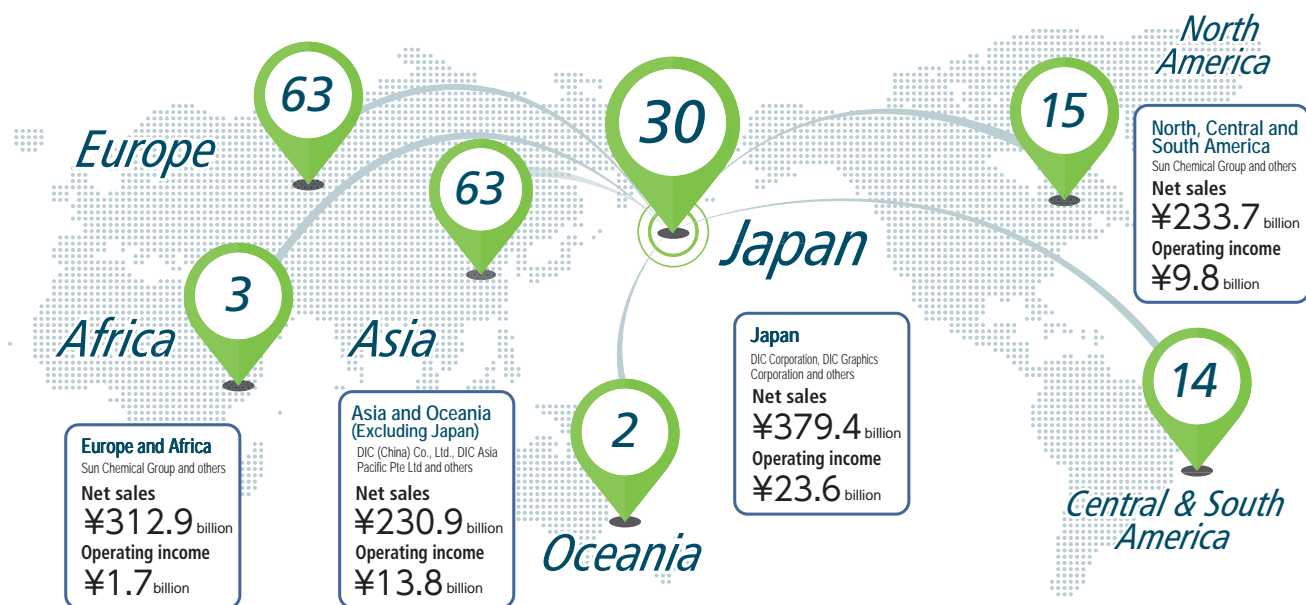 63
Europe
3
Africa
63
Asia
30
Japan
2
Oceania
15
North
America
14
Central & South
America
Europe and Africa
Sun Chemical Group and others
Net sales
¥312.9 billion
Operating income
¥1.7 billion
Asia and Oceania
(Excluding Japan)
DIC (China) Co., Ltd., DIC Asia
Pacific Pte Ltd and others
Net sales
¥230.9 billion
Operating income
¥13.8 billion
Japan
DIC Corporation, DIC Graphics
Corporation and others
Net sales
¥379.4 billion
Operating income
¥23.6 billion
North, Central and
South America
Sun Chemical Group and others
Net sales
¥233.7 billion
Operating income
¥9.8 billion